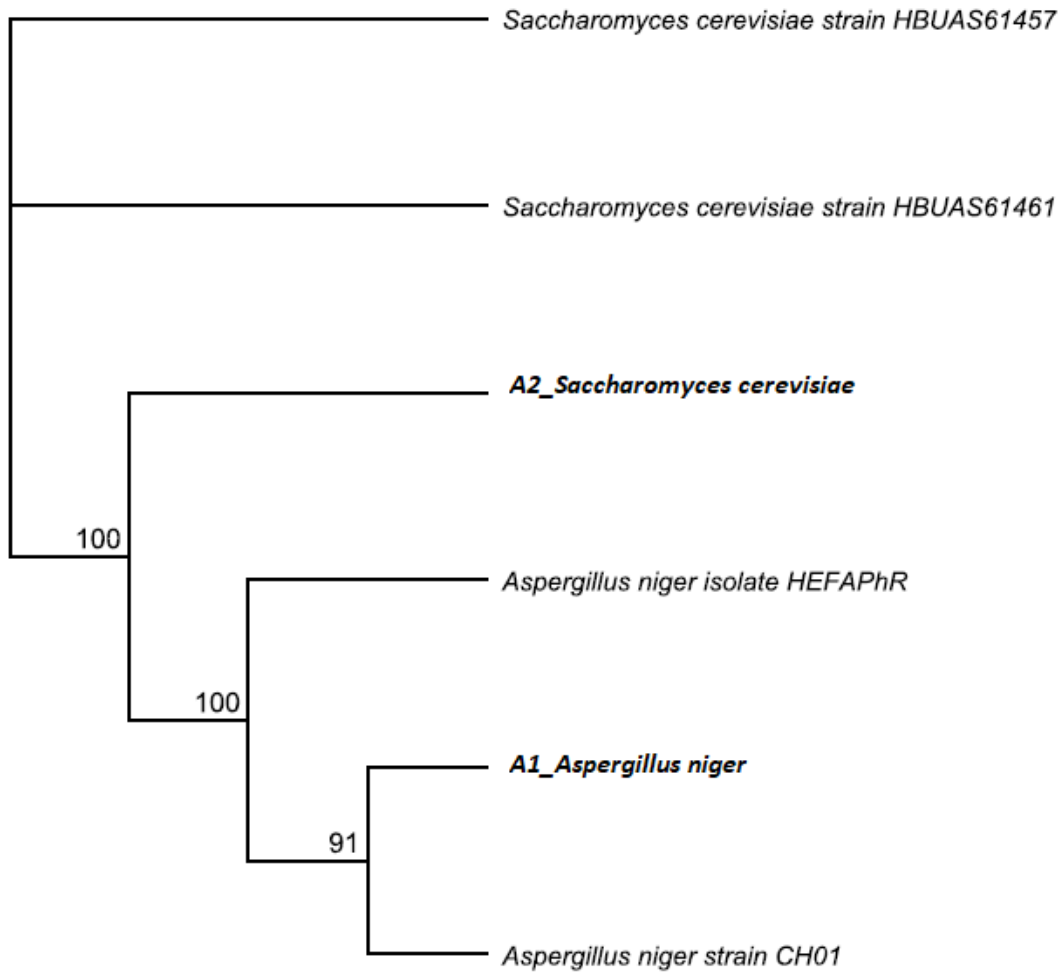 Saccharomyces cerevisiae strain HBUAS61457
Saccharomyces cerevisiae strain HBUAS61461
A2_Saccharomyces cerevisiae
100
Aspergillus niger isolate HEFAPhR
100
A1_Aspergillus niger
91
Aspergillus niger strain CH01